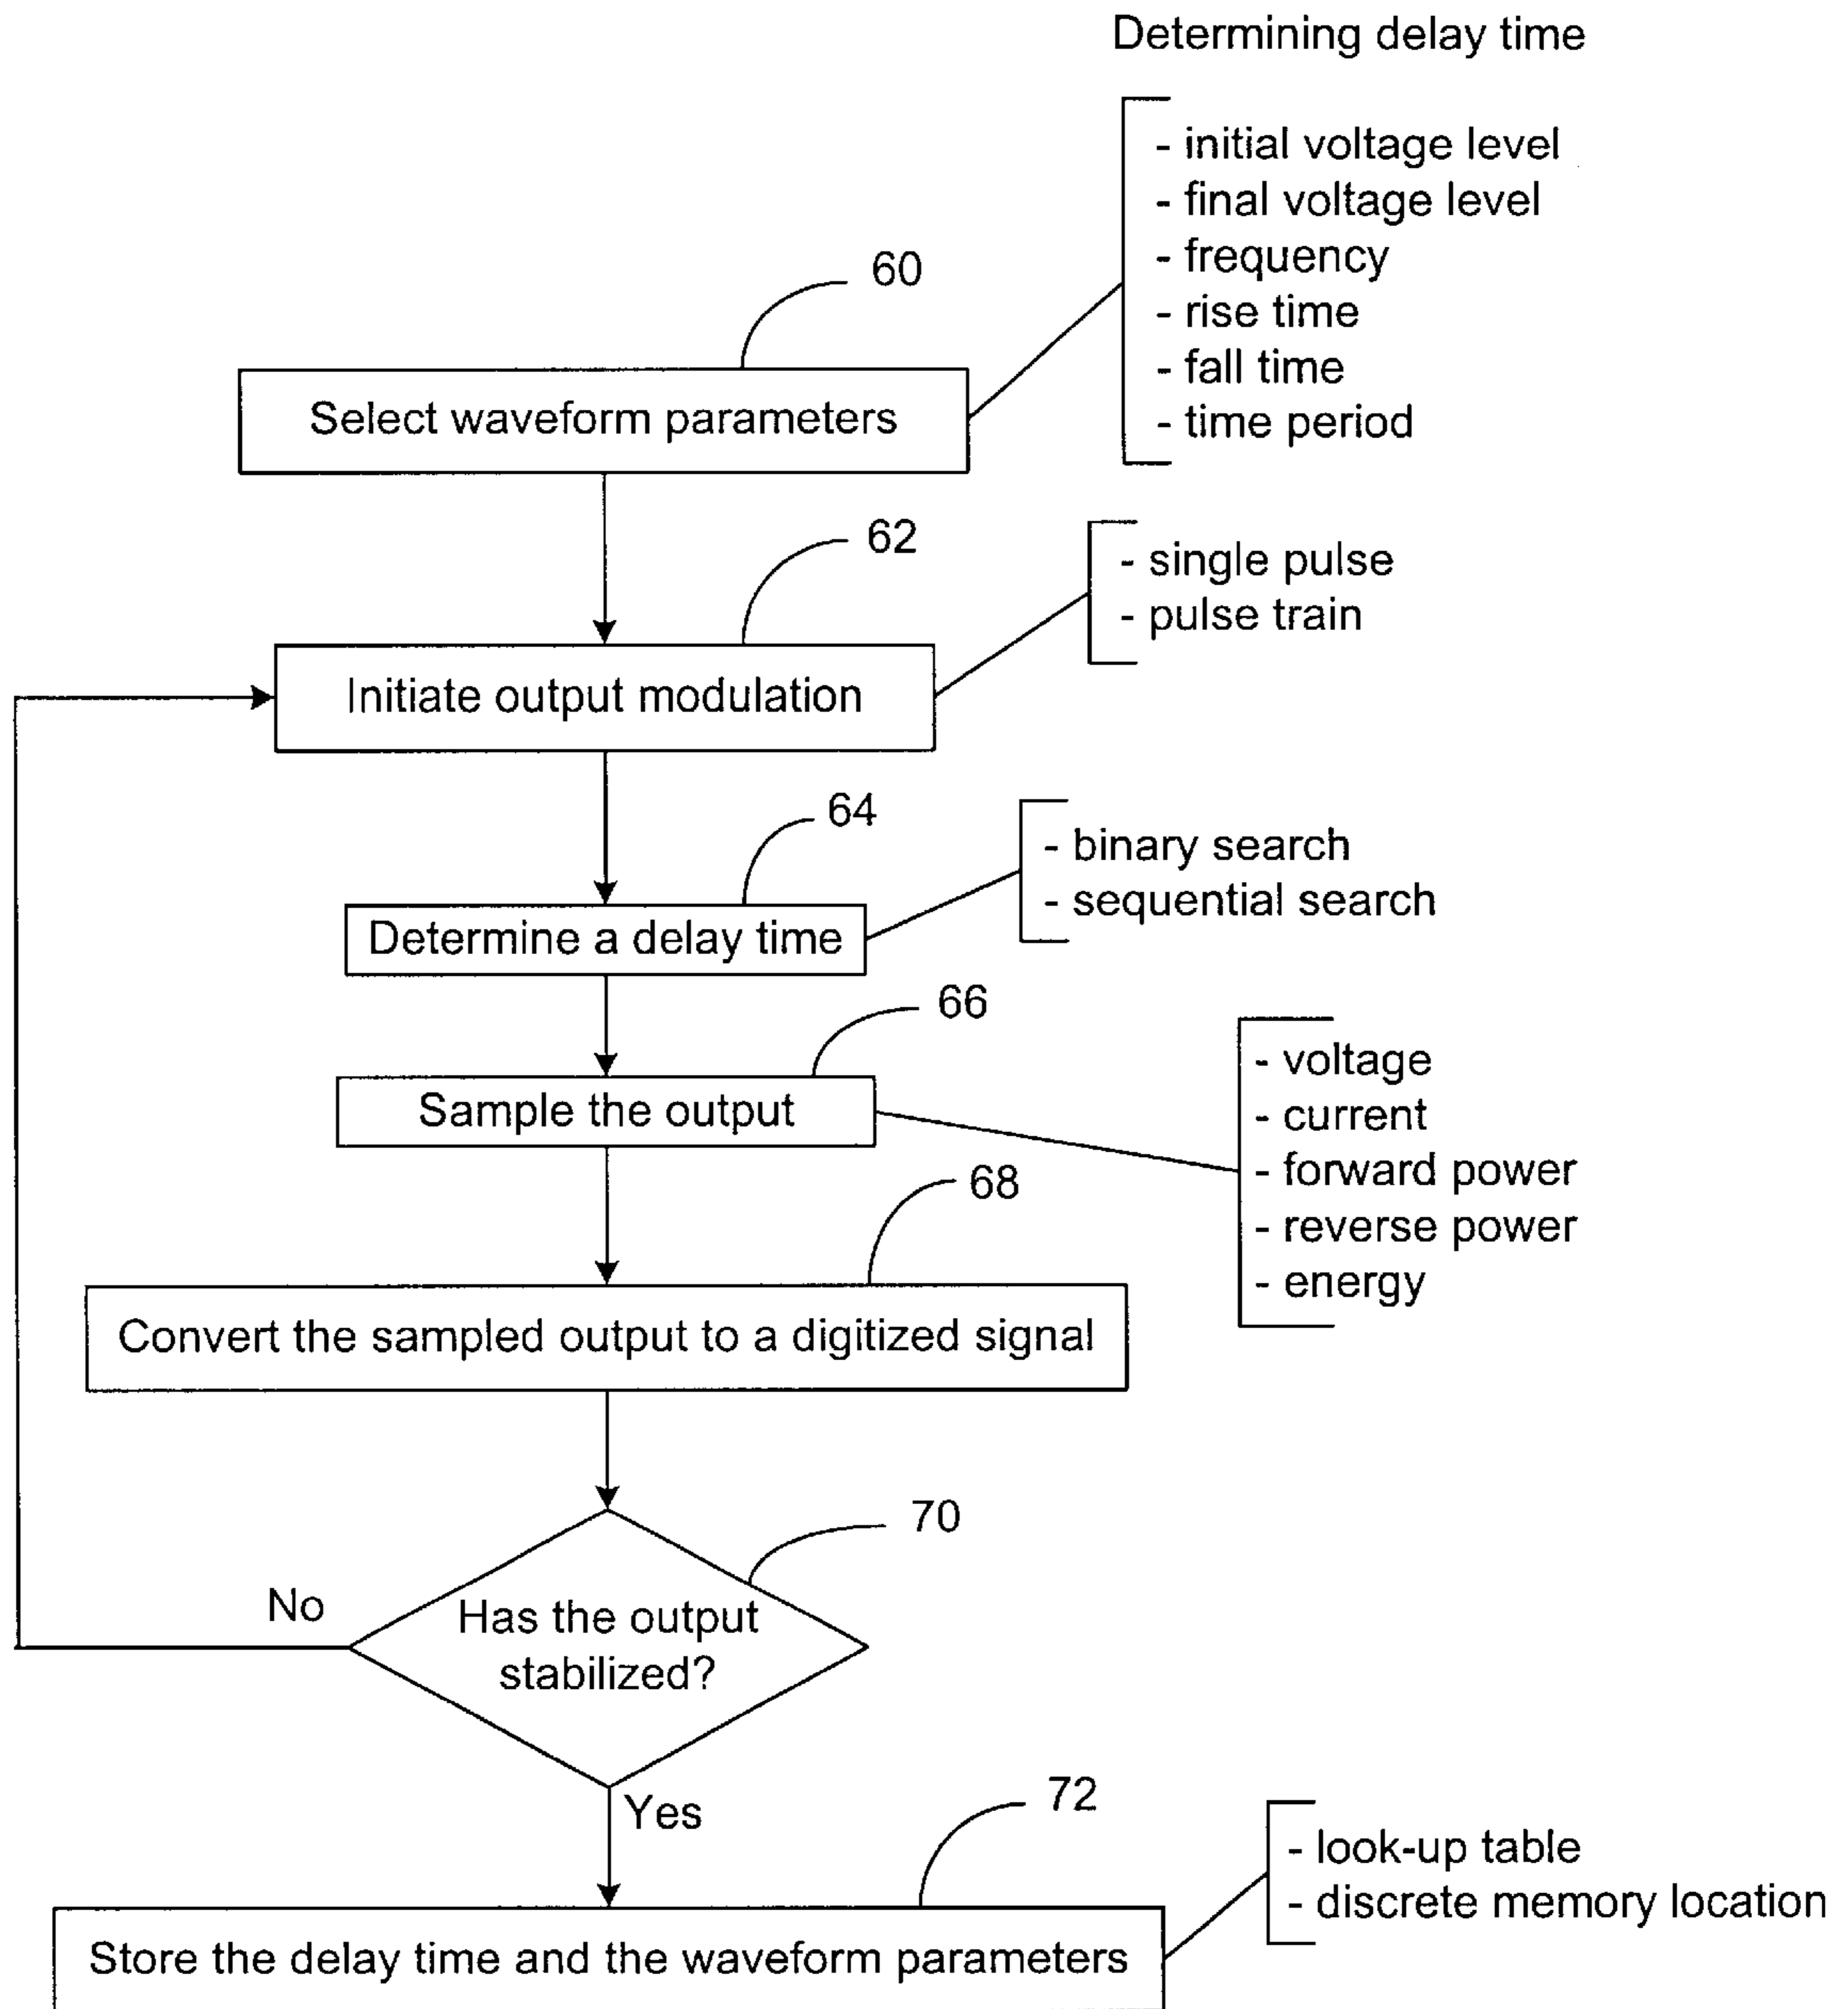 Determining delay time
- initial voltage level
- final voltage level
- frequency
- rise time
- fall time
- time period
60
Select waveform parameters
62
- single pulse
- pulse train
Initiate output modulation
64
- binary search
- sequential search
Determine a delay time
66
Sample the output
- voltage
- current
- forward power
- reverse power
- energy
68
Convert the sampled output to a digitized signal
70
No
Has the output
stabilized?
Yes
72
- look-up table
- discrete memory location
Store the delay time and the waveform parameters